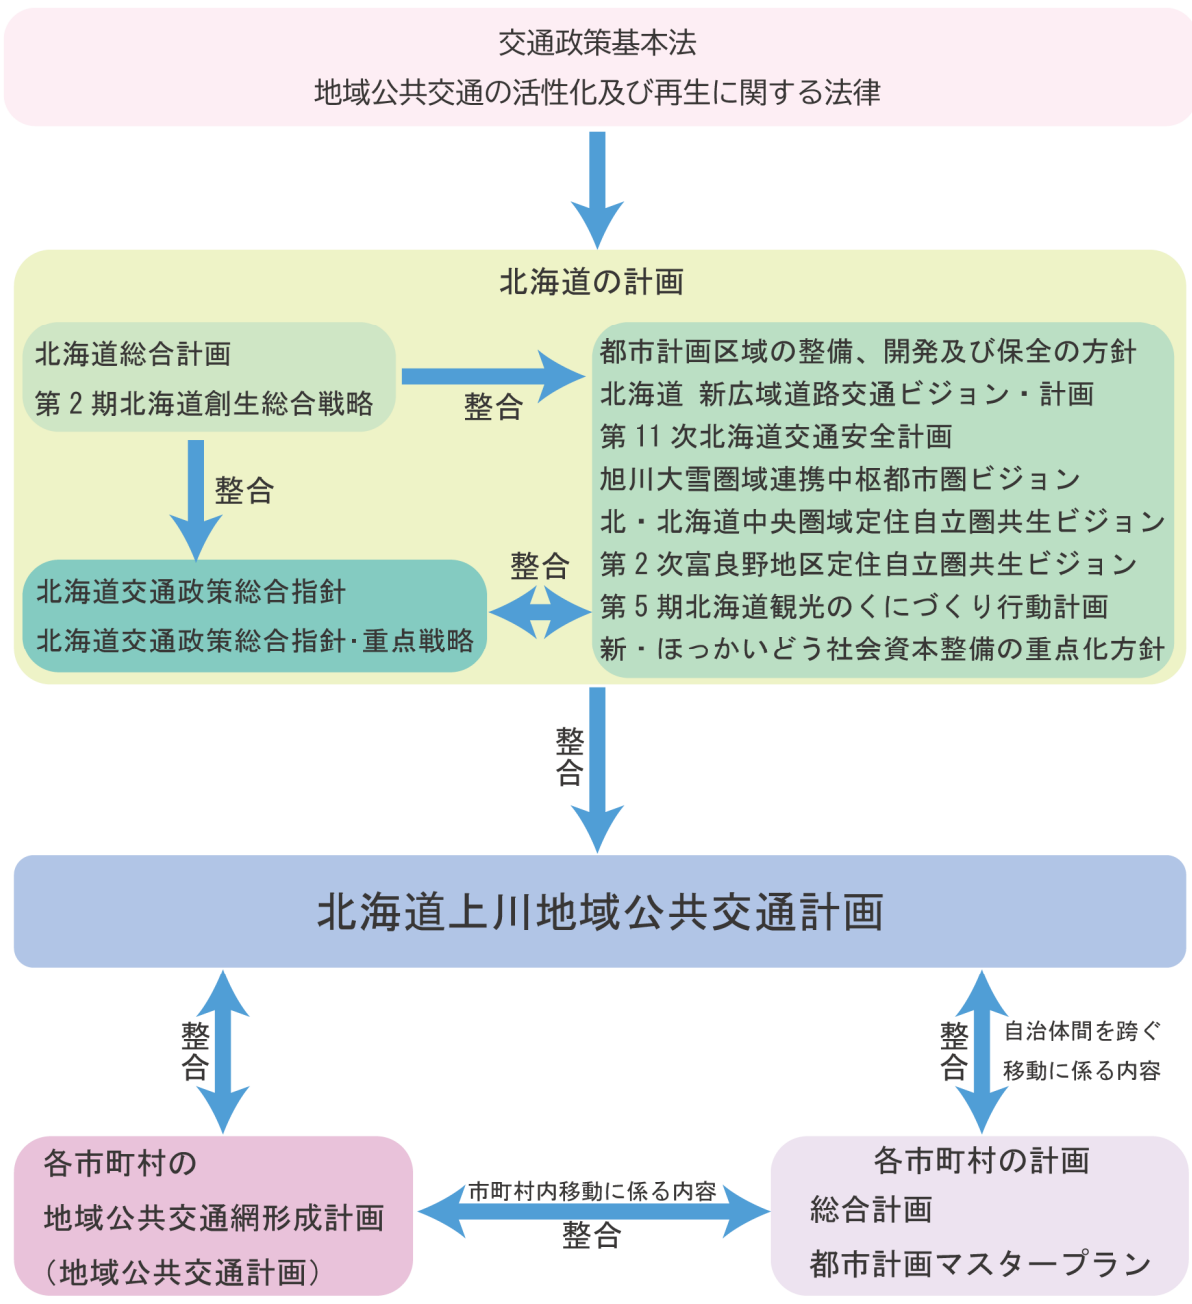 交通政策基本法
地域公共交通の活性化及び再生に関する法律
北海道の計画
北海道総合計画
第2期北海道創生総合戦略
整合
都市計画区域の整備、開発及び保全の方針
北海道 新広域道路交通ビジョン・計画
第11次北海道交通安全計画
旭川大雪圏域連携中枢都市圏ビジョン
北・北海道中央圏域定住自立圏共生ビジョン
第2次富良野地区定住自立圏共生ビジョン
第5期北海道観光のくにづくり行動計画
新・ほっかいどう社会資本整備の重点化方針
整合
北海道交通政策総合指針
北海道交通政策総合指針・重点戦略
整合
整合
北海道上川地域公共交通計画
整合
整合
自治体間を跨ぐ
移動に係る内容
各市町村の
地域公共交通網形成計画
（地域公共交通計画）
市町村内移動に係る内容
整合
各市町村の計画
総合計画
都市計画マスタープラン